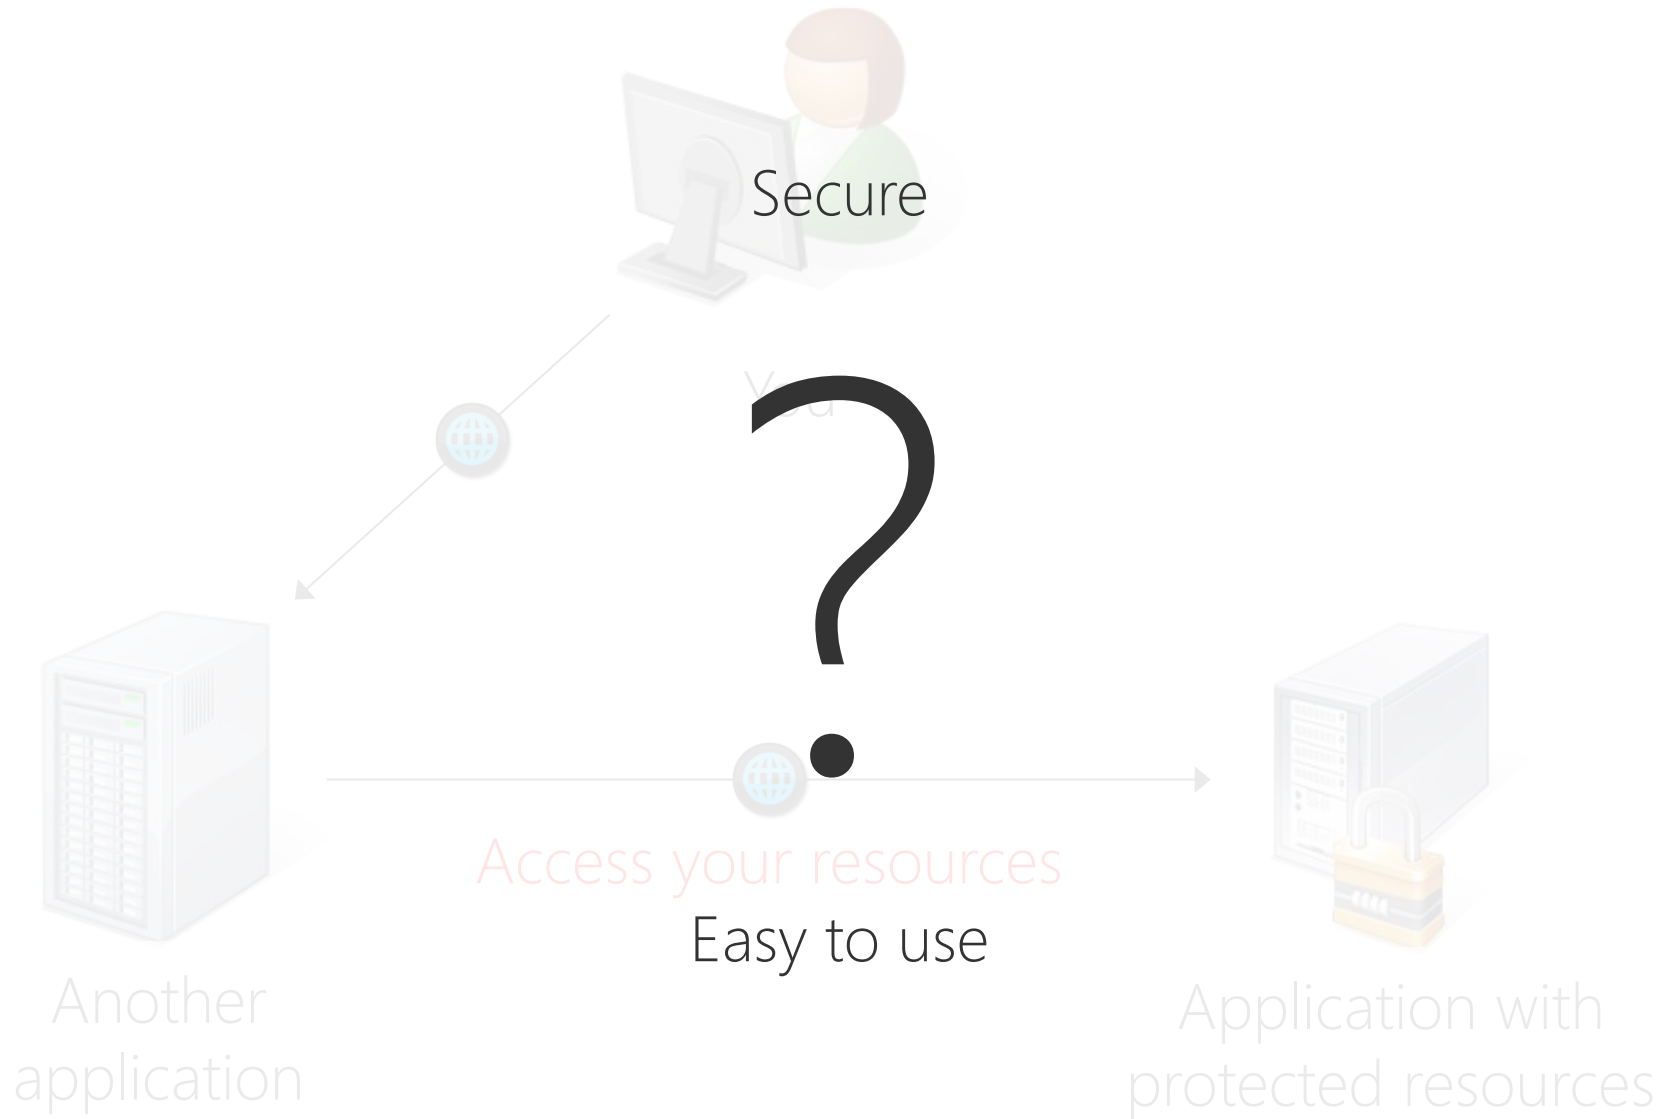 Secure
You
?
Access your resources
Easy to use
Another
application
Application with
protected resources